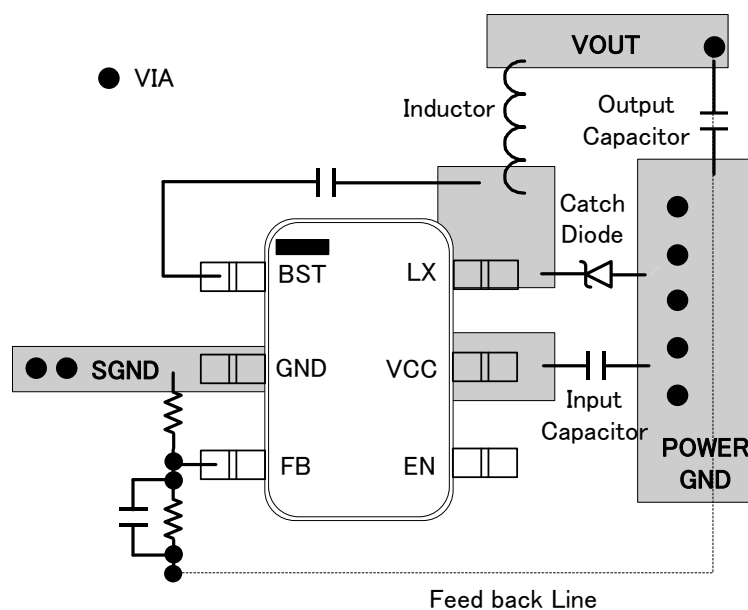 VOUT
VIA
Inductor
Output
Capacitor
Catch
Diode
BST
LX
SGND
GND
VCC
Input
Capacitor
POWER
GND
FB
EN
Feed back Line